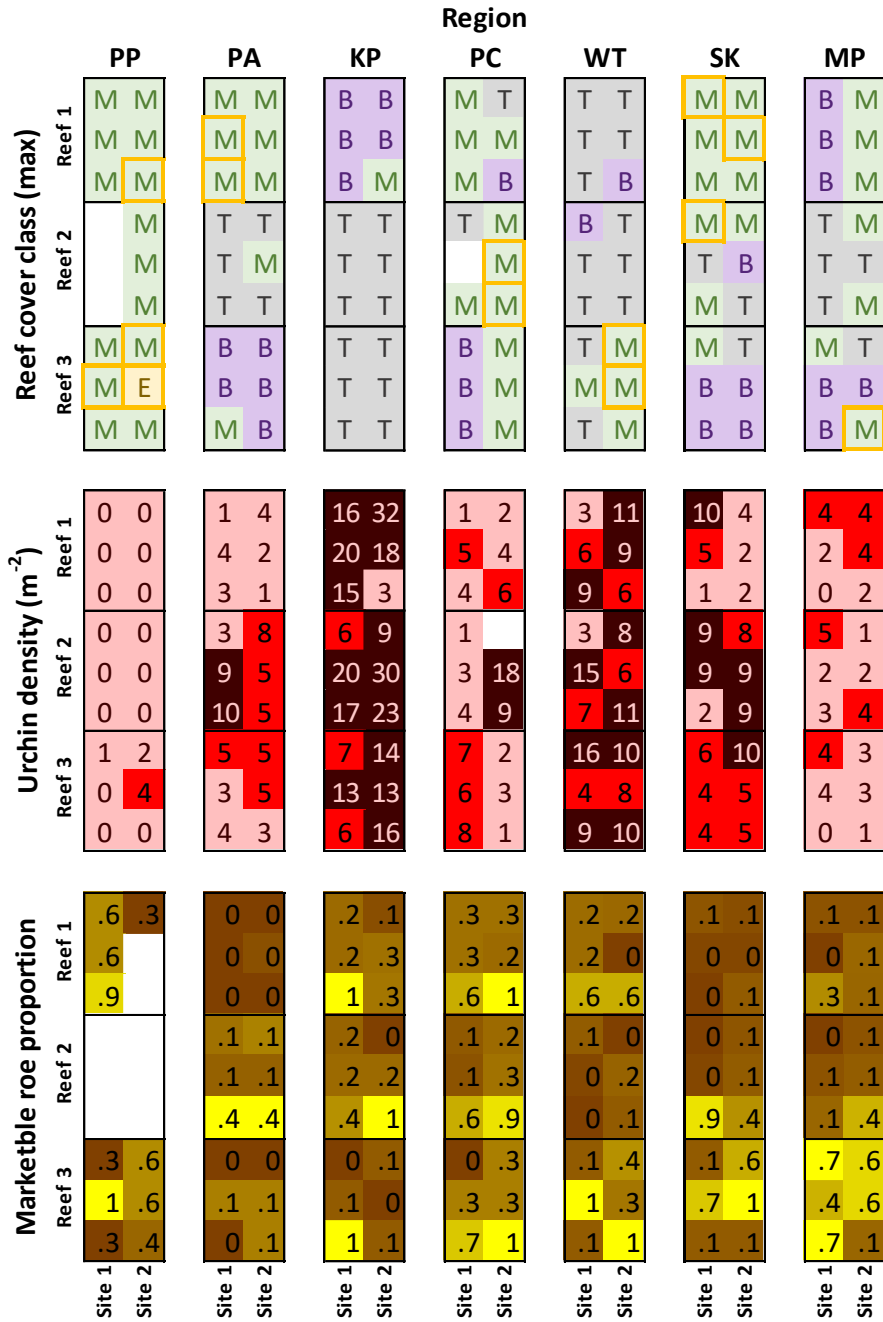 Region
PP PA KP PC WT SK MP
Reef cover class (max)
Reef 1
M M M M B B M T T T M M B M
M M M M B B M M T T M M B M
M M M M B M M B T B M M B M
Reef 2
M T T T T T M B T M M T M
M T M T T M T T T B T T
M T T T T M M T T M T T M
Reef 3
M M B B T T B M T M M T M T
M E B B T T B M M M B B B B
M M M B T T B M T M B B B M
Urchin density (m⁻²)
Reef 1
0 0 1 4 16 32 1 2 3 11 10 4 4 4
0 0 4 2 20 18 5 4 6 9 5 2 2 4
0 0 3 1 15 3 4 6 9 6 1 2 0 2
Reef 2
0 0 3 8 6 9 1 3 8 9 8 5 1
0 0 9 5 20 30 3 18 15 6 9 9 2 2
0 0 10 5 17 23 4 9 7 11 2 9 3 4
Reef 3
1 2 5 5 7 14 7 2 16 10 6 10 4 3
0 4 3 5 13 13 6 3 4 8 4 5 4 3
0 0 4 3 6 16 8 1 9 10 4 5 0 1
Marketble roe proportion
Reef 1
.6 .3 0 0 .2 .1 .3 .3 .2 .2 .1 .1 .1 .1
.6 0 0 .2 .3 .3 .2 .2 0 0 0 0 .1
.9 0 0 1 .3 .6 1 .6 .6 0 .1 .3 .1
Reef 2
.1 .1 .2 0 .1 .2 .1 0 0 .1 0 .1
.1 .1 .2 .2 .1 .3 0 .2 0 .1 .1 .1
.4 .4 .4 1 .6 .9 0 .1 .9 .4 .1 .4
Reef 3
.3 .6 0 0 0 .1 0 .3 .1 .4 .1 .6 .7 .6
1 .6 .1 .1 .1 0 .3 .3 1 .3 .7 1 .4 .6
.3 .4 0 .1 1 .1 .7 1 .1 1 .1 .1 .7 .1
Site 1 Site 2 Site 1 Site 2 Site 1 Site 2 Site 1 Site 2 Site 1 Site 2 Site 1 Site 2 Site 1 Site 2